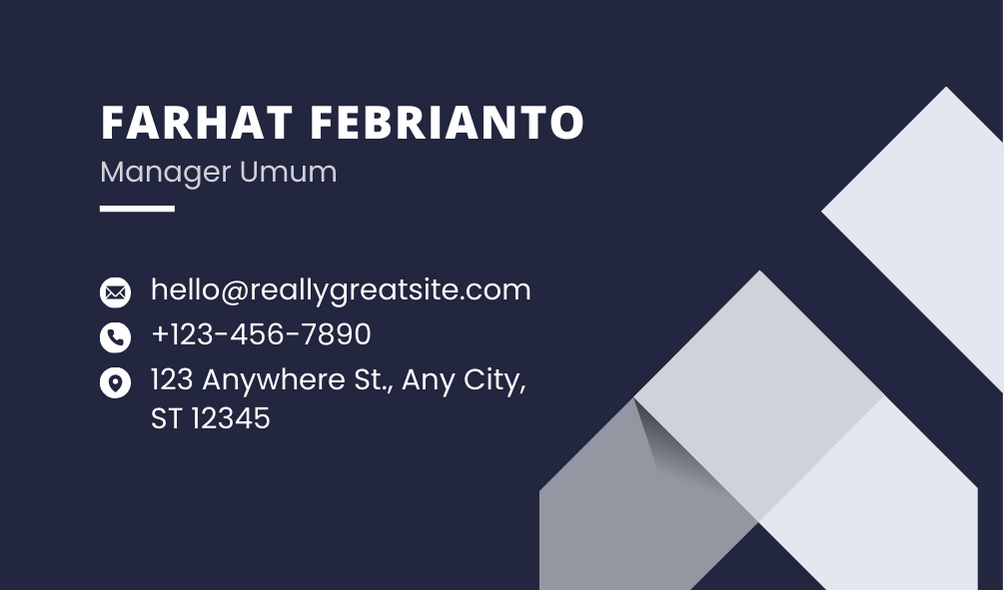 FARHAT FEBRIANTO
Manager Umum
hello@reallygreatsite.com
+123-456-7890
123 Anywhere St., Any City,
ST 12345